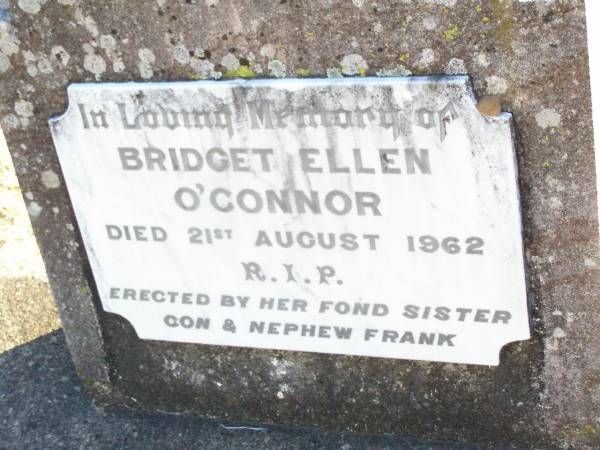 In Loving Memory of
BRIDGET ELLEN
O'CONNOR
DIED 21ST AUGUST 1962
R.I.P.
ERECTED BY HER FOND SISTER
CON & NEPHEW FRANK